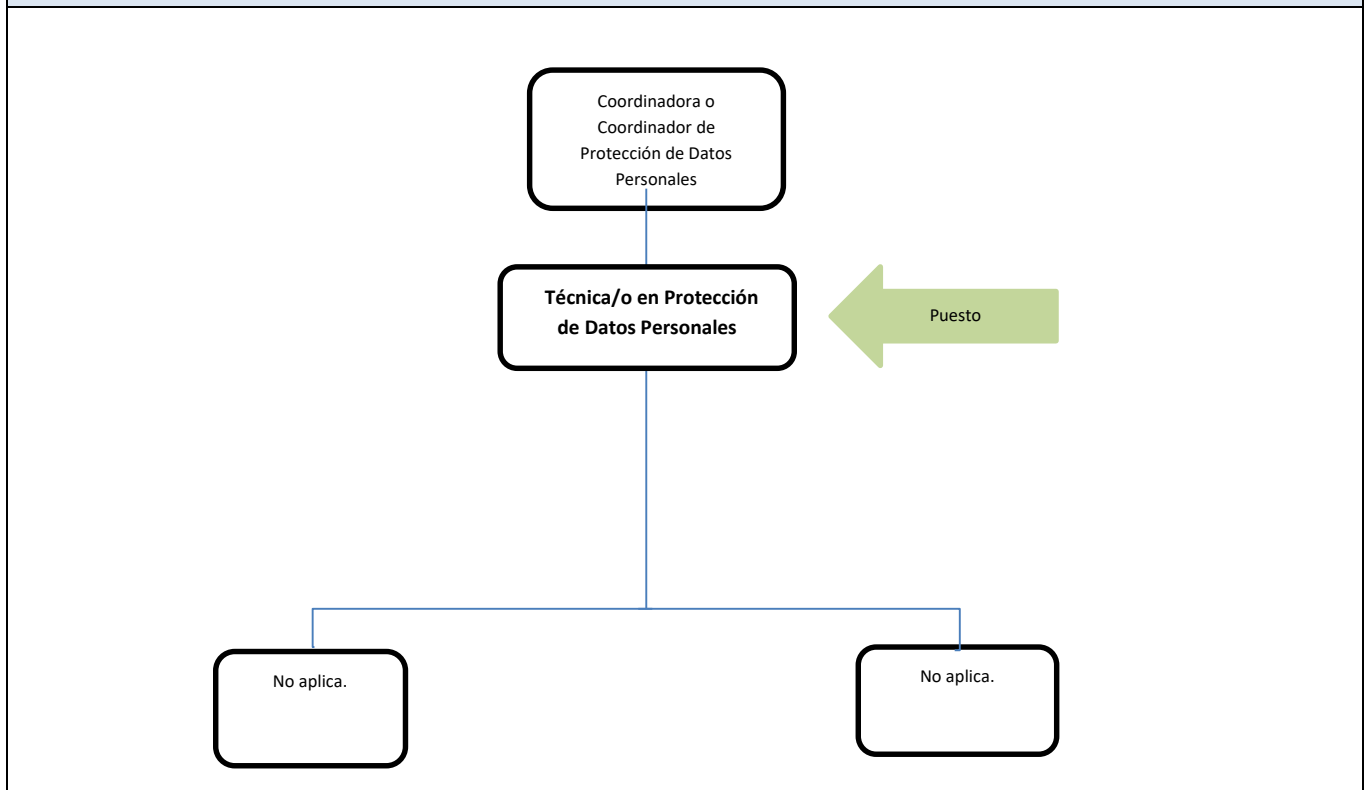 Coordinadora o
Coordinador de
Protección de Datos
Personales
Técnica/o en Protección
de Datos Personales
Puesto
No aplica.
No aplica.